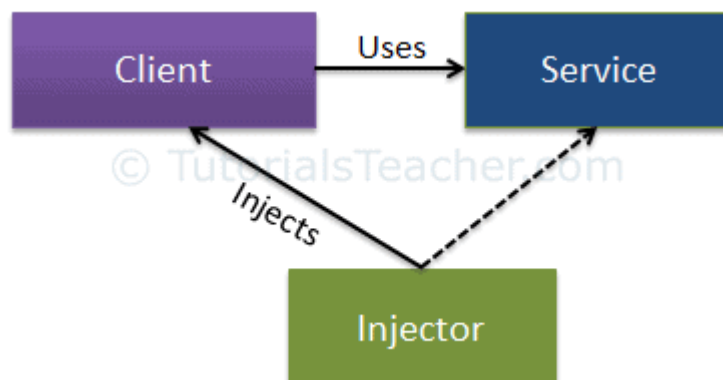 Client
Uses
Service
© TutorialsTeacher.com
Injects
Injector